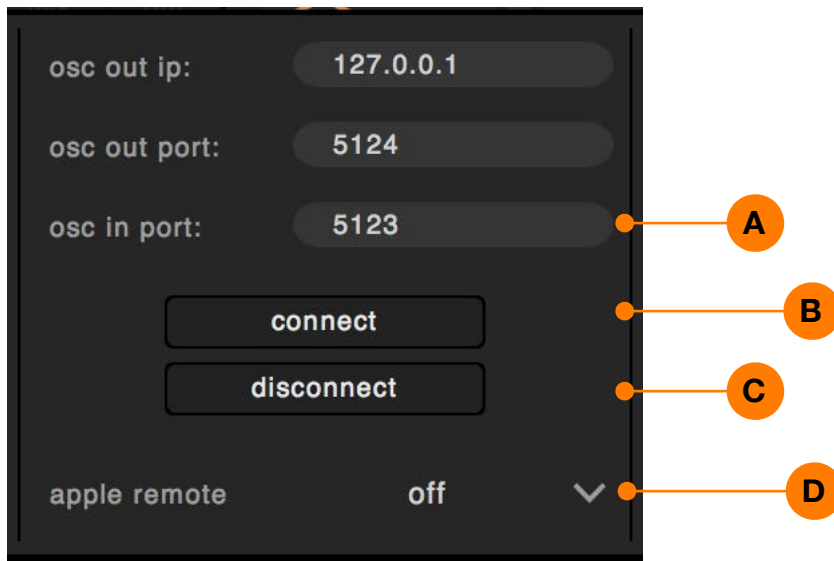 osc out ip: 127.0.0.1
osc out port: 5124
osc in port: 5123 A
connect B
disconnect C
apple remote off D